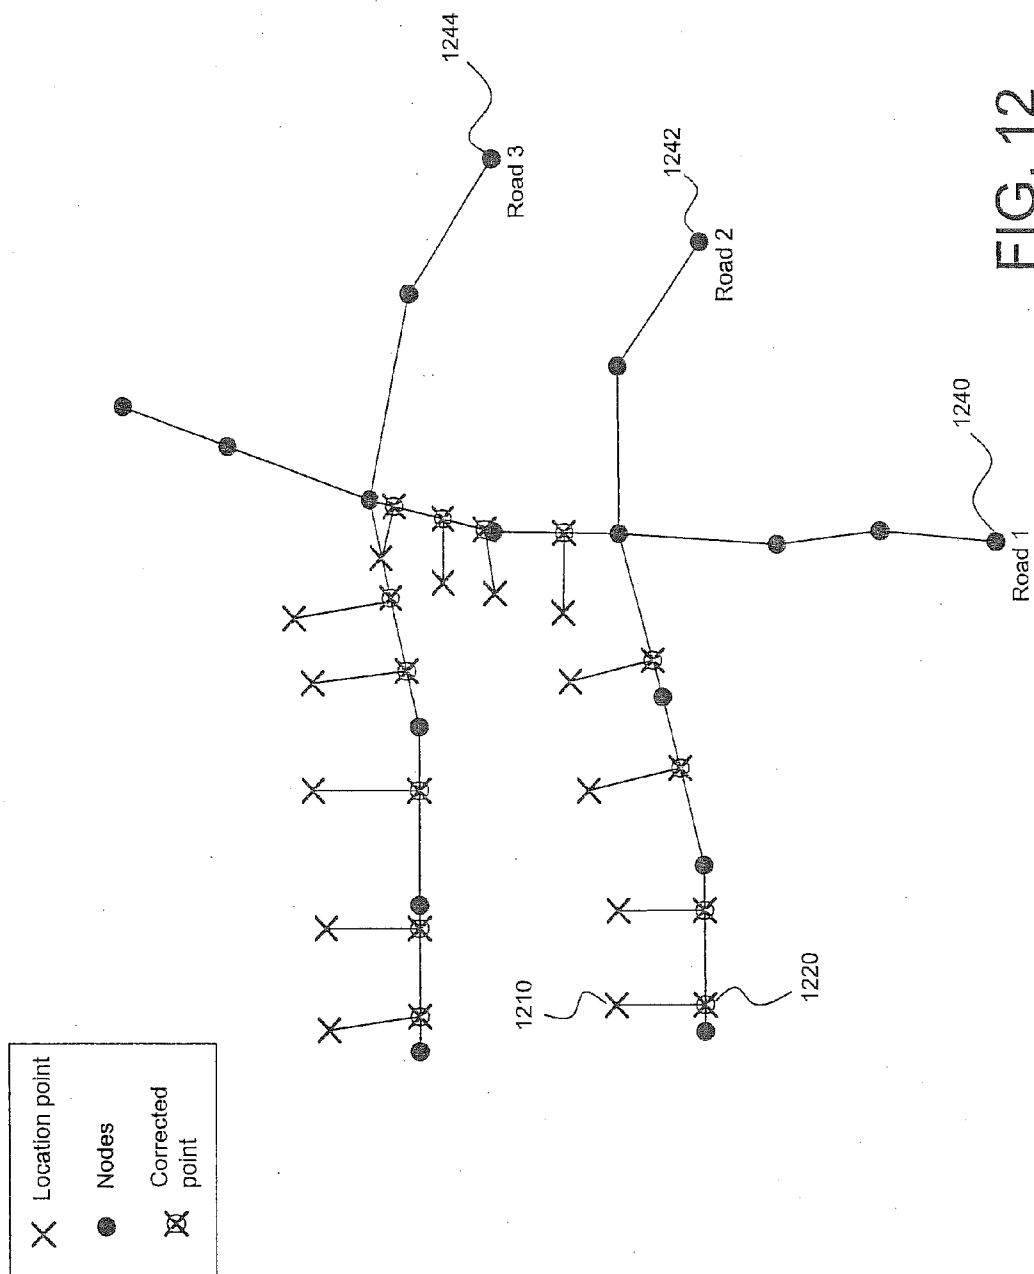 Location point
Nodes
Corrected
point
1210
1220
1240
Road 1
1242
Road 2
1244
Road 3
FIG. 12